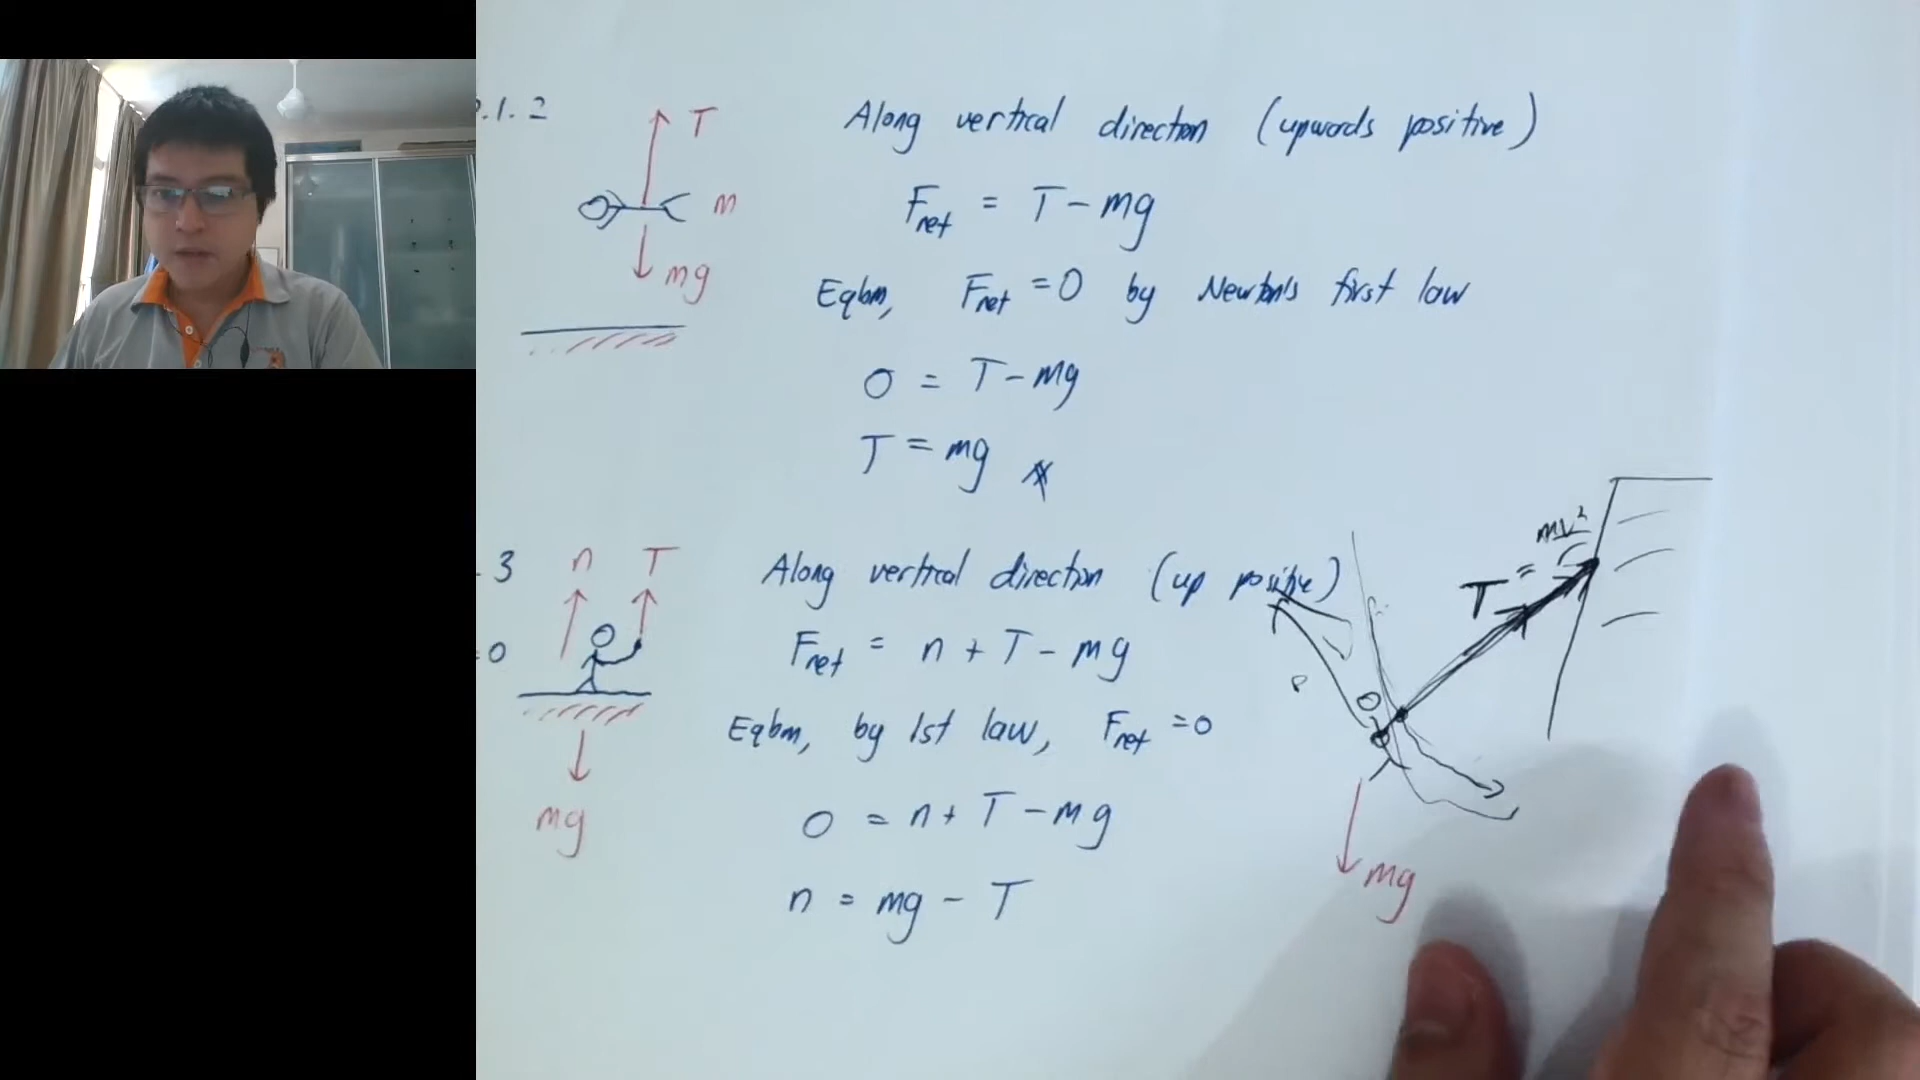 .1.2
T
m
mg
Along vertical direction (upwards positive)
Fnet = T - mg
Eqbm, Fnet = 0 by Newton's first law
0 = T - mg
T = mg
3
n T
0
mg
Along vertical direction (up positive)
Fnet = n + T - mg
Eqbm, by 1st law, Fnet = 0
0 = n + T - mg
n = mg - T
T = mv²
mg